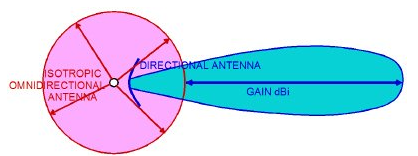 ISOTROPIC
OMNIDIRECTIONAL
ANTENNA
DIRECTIONAL ANTENNA
GAIN dBi